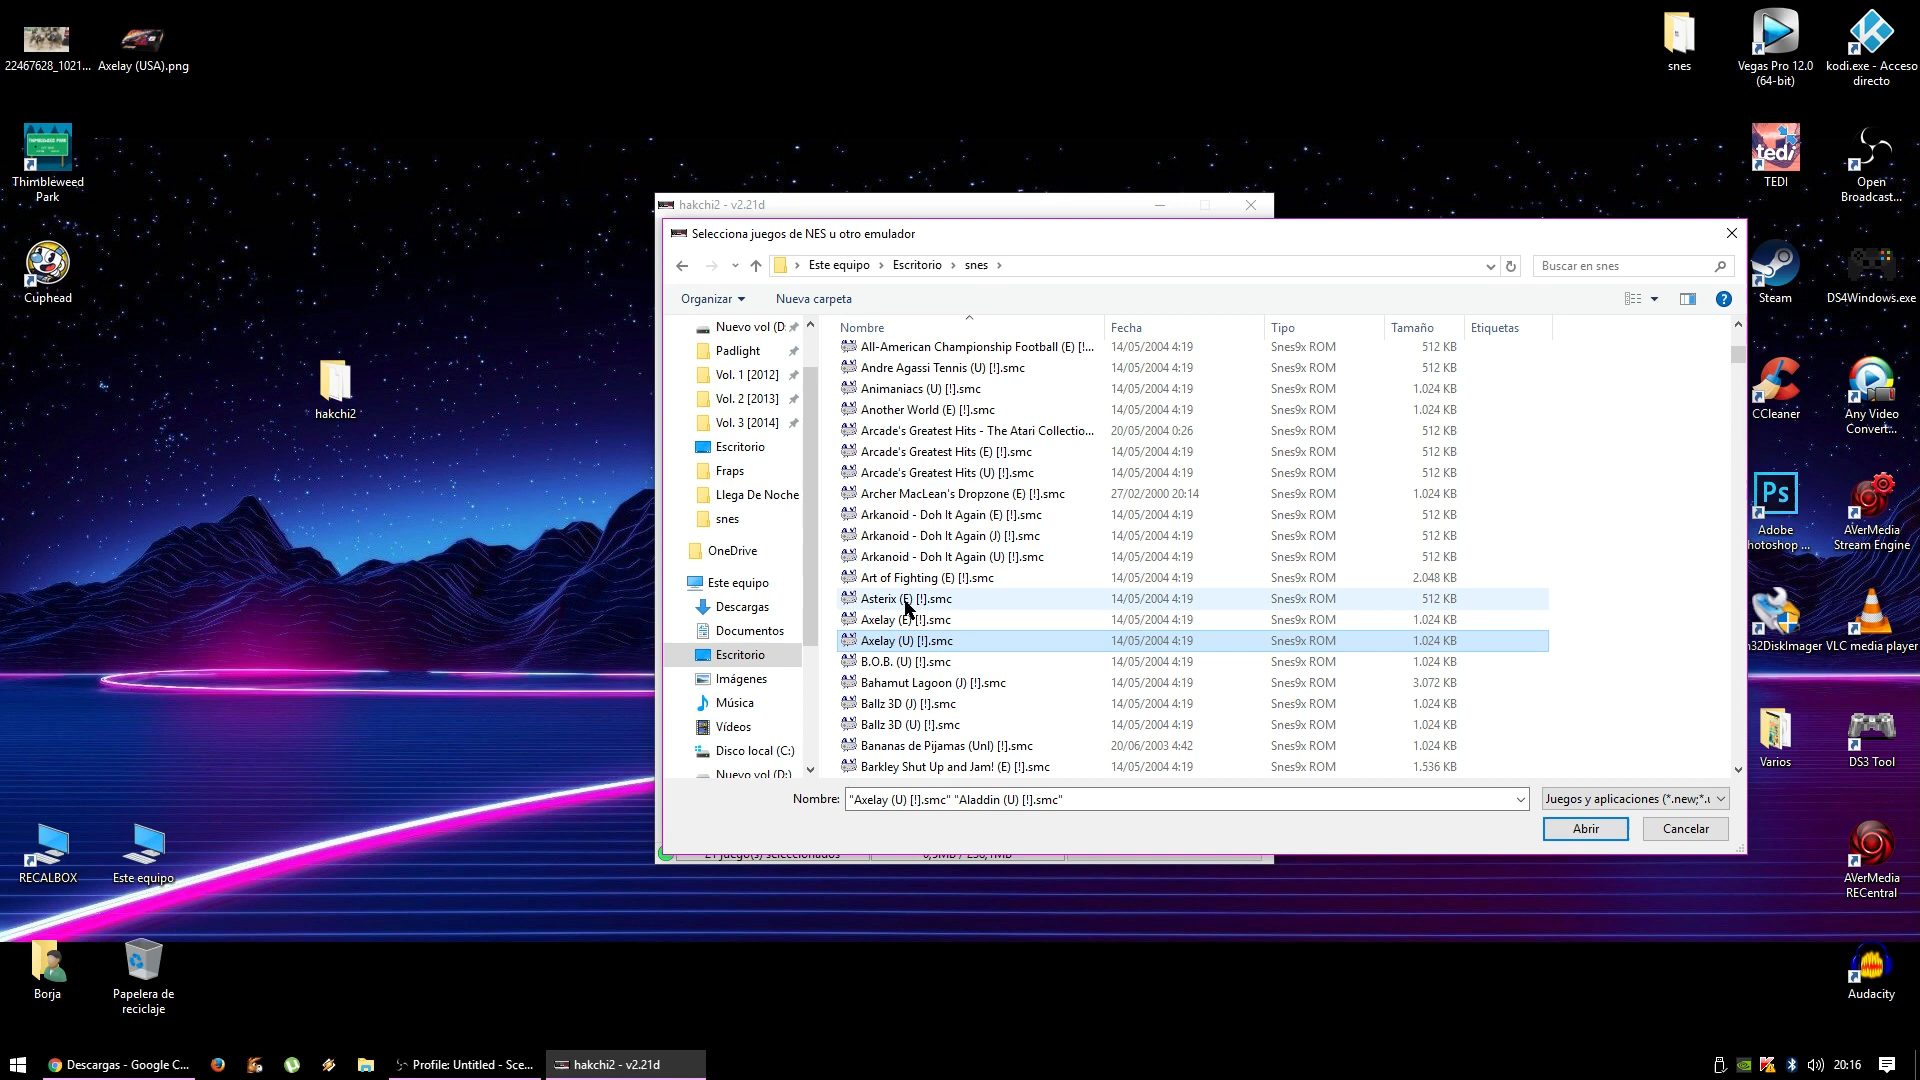 22467628_1021...
Axelay (USA).png
snes
Vegas Pro 12.0
(64-bit)
kodi.exe - Acceso
directo
Thimbleweed
Park
TEDI
Open
Broadcast...
Cuphead
Steam
DS4Windows.exe
hakchi2
CCleaner
Any Video
Convert...
Adobe
hotoshop ...
AVerMedia
Stream Engine
n32DiskImager
VLC media player
Varios
DS3 Tool
RECALBOX
Este equipo
AVerMedia
RECentral
Borja
Papelera de
reciclaje
Audacity
tedi
Ps
THIMBLEWEED PARK
hakchi2 - v2.21d
Selecciona juegos de NES u otro emulador
Este equipo > Escritorio > snes >
Buscar en snes
Organizar
Nueva carpeta
Nuevo vol (D:
Padlight
Vol. 1 [2012]
Vol. 2 [2013]
Vol. 3 [2014]
Escritorio
Fraps
Llega De Noche
snes
OneDrive
Este equipo
Descargas
Documentos
Escritorio
Imágenes
Música
Vídeos
Disco local (C:)
Nuevo vol (D:)
Nombre Fecha Tipo Tamaño Etiquetas
All-American Championship Football (E) [!... 14/05/2004 4:19 Snes9x ROM 512 KB
Andre Agassi Tennis (U) [!].smc 14/05/2004 4:19 Snes9x ROM 512 KB
Animaniacs (U) [!].smc 14/05/2004 4:19 Snes9x ROM 1.024 KB
Another World (E) [!].smc 14/05/2004 4:19 Snes9x ROM 1.024 KB
Arcade's Greatest Hits - The Atari Collectio... 20/05/2004 0:26 Snes9x ROM 512 KB
Arcade's Greatest Hits (E) [!].smc 14/05/2004 4:19 Snes9x ROM 512 KB
Arcade's Greatest Hits (U) [!].smc 14/05/2004 4:19 Snes9x ROM 512 KB
Archer MacLean's Dropzone (E) [!].smc 27/02/2000 20:14 Snes9x ROM 1.024 KB
Arkanoid - Doh It Again (E) [!].smc 14/05/2004 4:19 Snes9x ROM 512 KB
Arkanoid - Doh It Again (J) [!].smc 14/05/2004 4:19 Snes9x ROM 512 KB
Arkanoid - Doh It Again (U) [!].smc 14/05/2004 4:19 Snes9x ROM 512 KB
Art of Fighting (E) [!].smc 14/05/2004 4:19 Snes9x ROM 2.048 KB
Asterix (E) [!].smc 14/05/2004 4:19 Snes9x ROM 512 KB
Axelay (E) [!].smc 14/05/2004 4:19 Snes9x ROM 1.024 KB
Axelay (U) [!].smc 14/05/2004 4:19 Snes9x ROM 1.024 KB
B.O.B. (U) [!].smc 14/05/2004 4:19 Snes9x ROM 1.024 KB
Bahamut Lagoon (J) [!].smc 14/05/2004 4:19 Snes9x ROM 3.072 KB
Ballz 3D (J) [!].smc 14/05/2004 4:19 Snes9x ROM 1.024 KB
Ballz 3D (U) [!].smc 14/05/2004 4:19 Snes9x ROM 1.024 KB
Bananas de Pijamas (Unl) [!].smc 20/06/2003 4:42 Snes9x ROM 1.024 KB
Barkley Shut Up and Jam! (E) [!].smc 14/05/2004 4:19 Snes9x ROM 1.536 KB
Nombre: "Axelay (U) [!].smc" "Aladdin (U) [!].smc"
Juegos y aplicaciones (*.new;*.u
Abrir
Cancelar
21 juego(s) seleccionados
Descargas - Google C...
Profile: Untitled - Sce...
hakchi2 - v2.21d
20:16